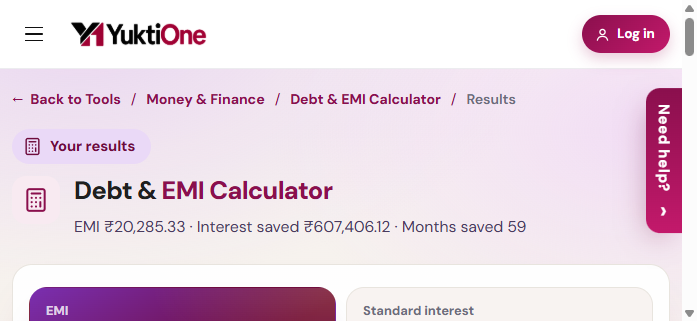 YuktiOne
Log in
← Back to Tools / Money & Finance / Debt & EMI Calculator / Results
Need help? ›
Your results
Debt & EMI Calculator
EMI ₹20,285.33 · Interest saved ₹607,406.12 · Months saved 59
EMI
Standard interest